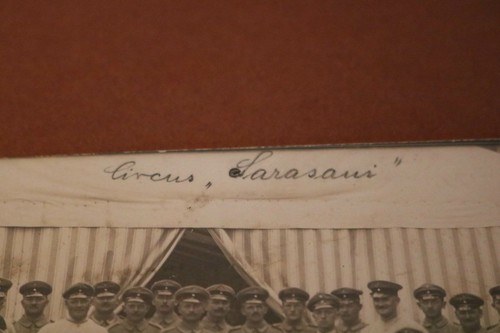 Circus „Sarasani”